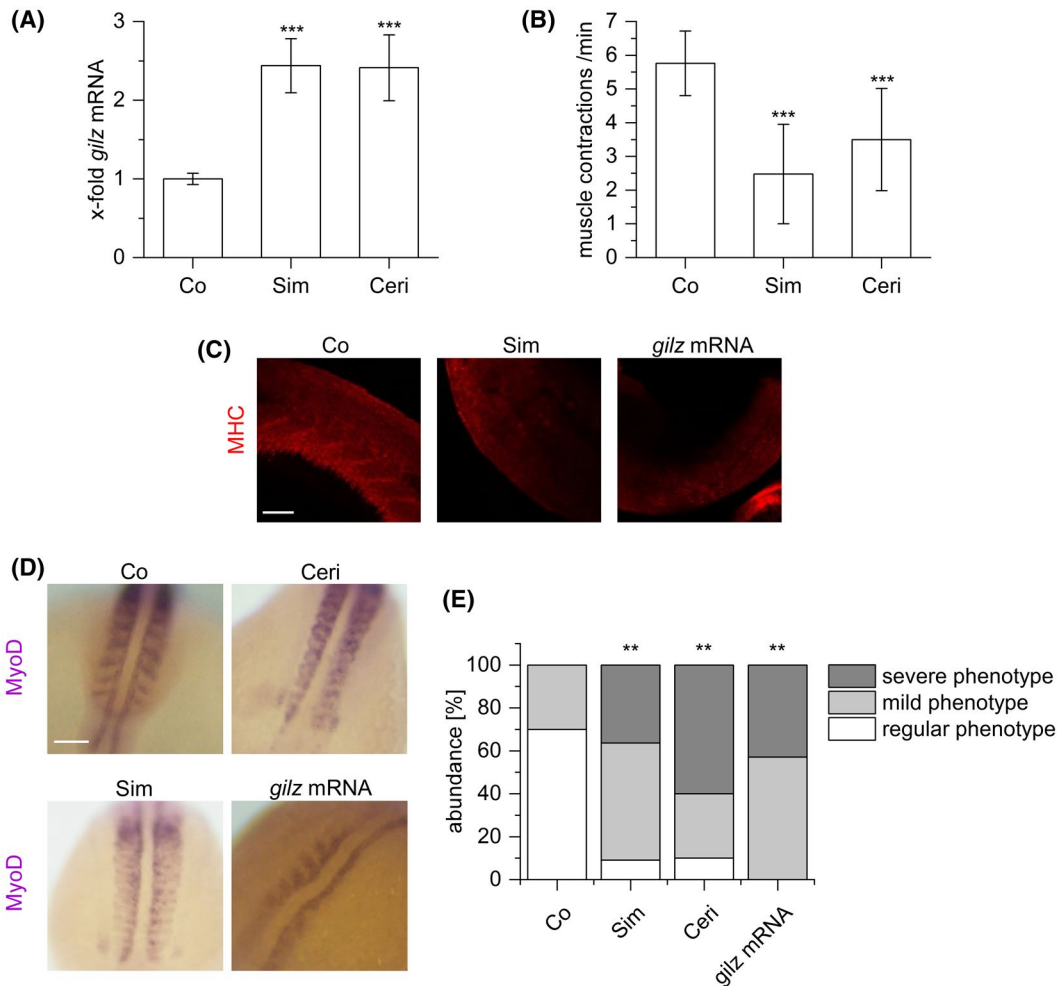 (A)
x-fold gilz mRNA
3
2
1
0
***
***
Co
Sim
Ceri
(B)
muscle contractions /min
7
6
5
4
3
2
1
0
***
***
Co
Sim
Ceri
(C)
MHC
Co
Sim
gilz mRNA
(D)
MyoD
Co
Ceri
MyoD
Sim
gilz mRNA
(E)
abundance [%]
100
80
60
40
20
0
**
**
**
Co
Sim
Ceri
gilz mRNA
severe phenotype
mild phenotype
regular phenotype